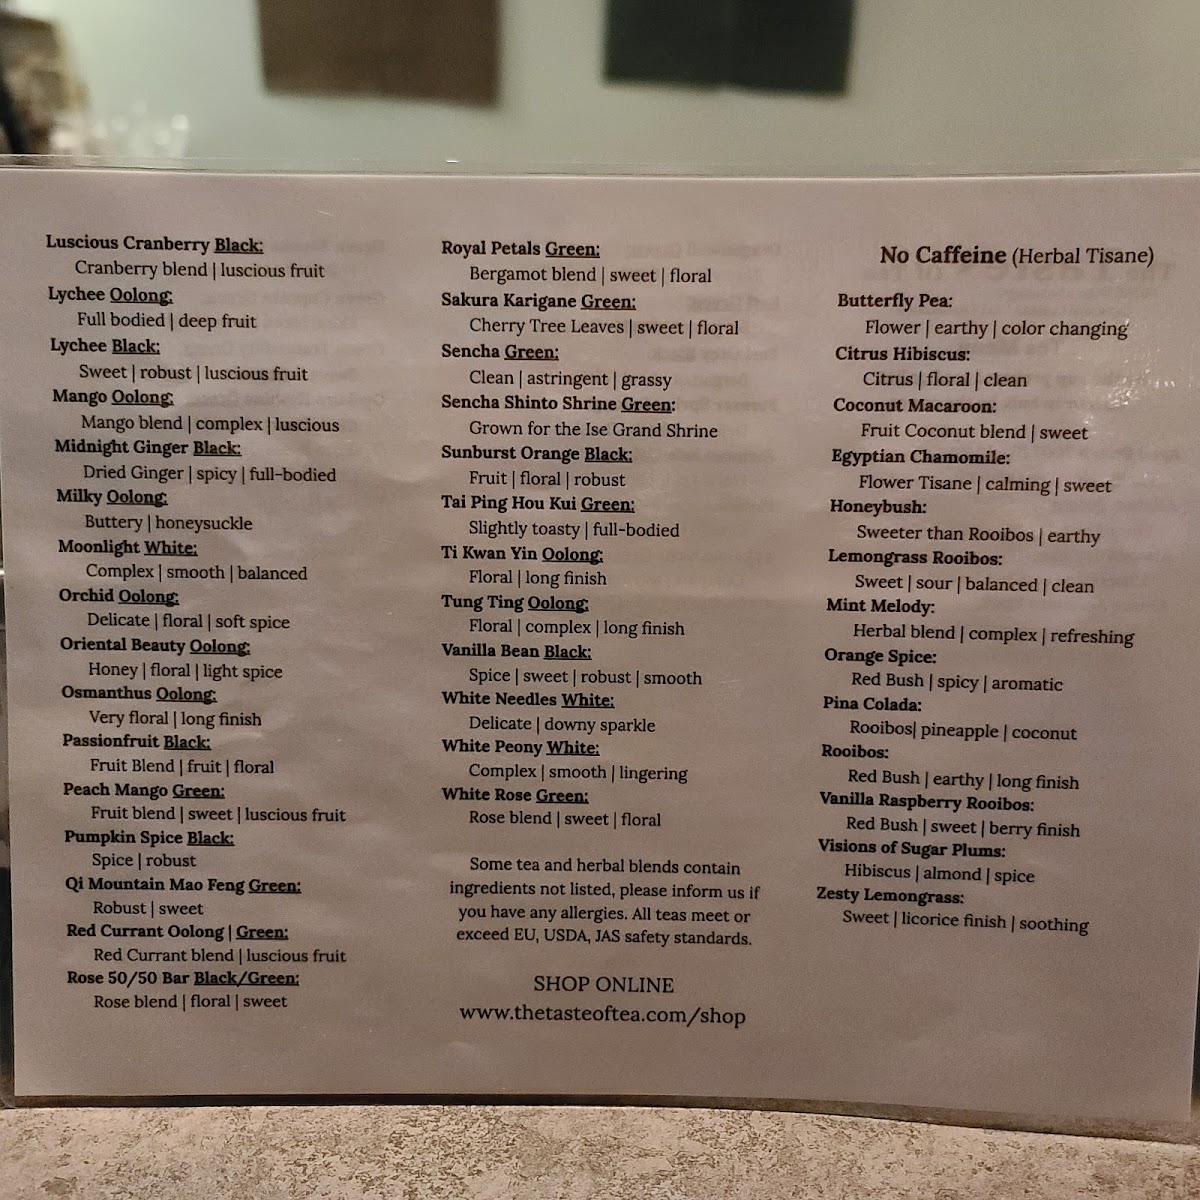 Luscious Cranberry Black:
Cranberry blend | luscious fruit
Lychee Oolong:
Full bodied | deep fruit
Lychee Black:
Sweet | robust | luscious fruit
Mango Oolong:
Mango blend | complex | luscious
Midnight Ginger Black:
Dried Ginger | spicy | full-bodied
Milky Oolong:
Buttery | honeysuckle
Moonlight White:
Complex | smooth | balanced
Orchid Oolong:
Delicate | floral | soft spice
Oriental Beauty Oolong:
Honey | floral | light spice
Osmanthus Oolong:
Very floral | long finish
Passionfruit Black:
Fruit Blend | fruit | floral
Peach Mango Green:
Fruit blend | sweet | luscious fruit
Pumpkin Spice Black:
Spice | robust
Qi Mountain Mao Feng Green:
Robust | sweet
Red Currant Oolong | Green:
Red Currant blend | luscious fruit
Rose 50/50 Bar Black/Green:
Rose blend | floral | sweet
Royal Petals Green:
Bergamot blend | sweet | floral
Sakura Karigane Green:
Cherry Tree Leaves | sweet | floral
Sencha Green:
Clean | astringent | grassy
Sencha Shinto Shrine Green:
Grown for the Ise Grand Shrine
Sunburst Orange Black:
Fruit | floral | robust
Tai Ping Hou Kui Green:
Slightly toasty | full-bodied
Ti Kwan Yin Oolong:
Floral | long finish
Tung Ting Oolong:
Floral | complex | long finish
Vanilla Bean Black:
Spice | sweet | robust | smooth
White Needles White:
Delicate | downy sparkle
White Peony White:
Complex | smooth | lingering
White Rose Green:
Rose blend | sweet | floral
Some tea and herbal blends contain
ingredients not listed, please inform us if
you have any allergies. All teas meet or
exceed EU, USDA, JAS safety standards.
SHOP ONLINE
www.thetasteoftea.com/shop
No Caffeine (Herbal Tisane)
Butterfly Pea:
Flower | earthy | color changing
Citrus Hibiscus:
Citrus | floral | clean
Coconut Macaroon:
Fruit Coconut blend | sweet
Egyptian Chamomile:
Flower Tisane | calming | sweet
Honeybush:
Sweeter than Rooibos | earthy
Lemongrass Rooibos:
Sweet | sour | balanced | clean
Mint Melody:
Herbal blend | complex | refreshing
Orange Spice:
Red Bush | spicy | aromatic
Pina Colada:
Rooibos| pineapple | coconut
Rooibos:
Red Bush | earthy | long finish
Vanilla Raspberry Rooibos:
Red Bush | sweet | berry finish
Visions of Sugar Plums:
Hibiscus | almond | spice
Zesty Lemongrass:
Sweet | licorice finish | soothing